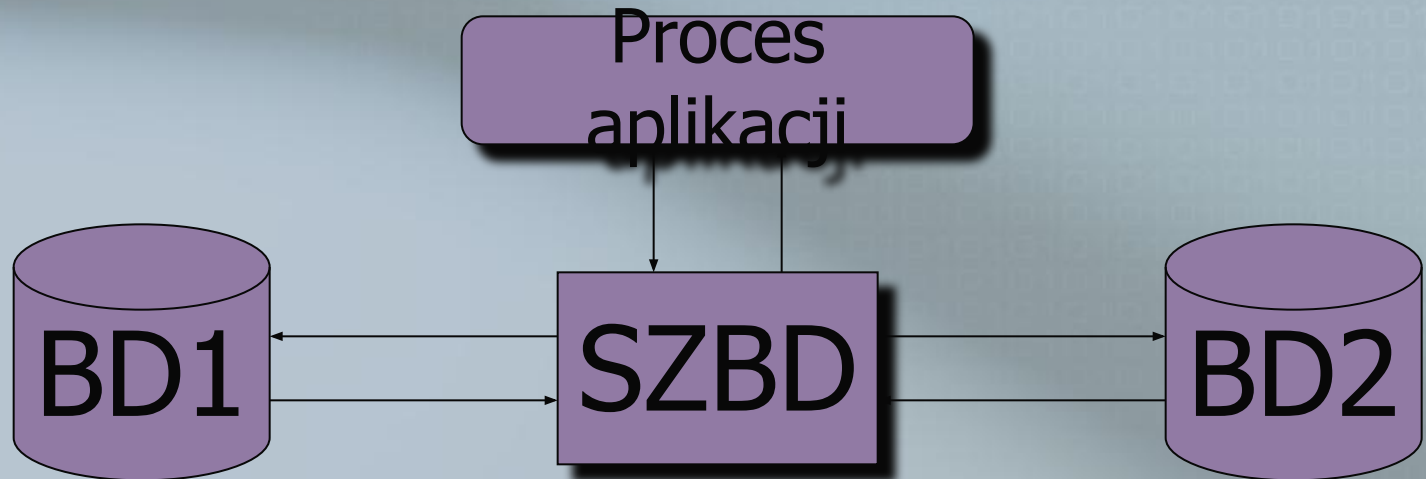 Proces
aplikacji
BD1
SZBD
BD2